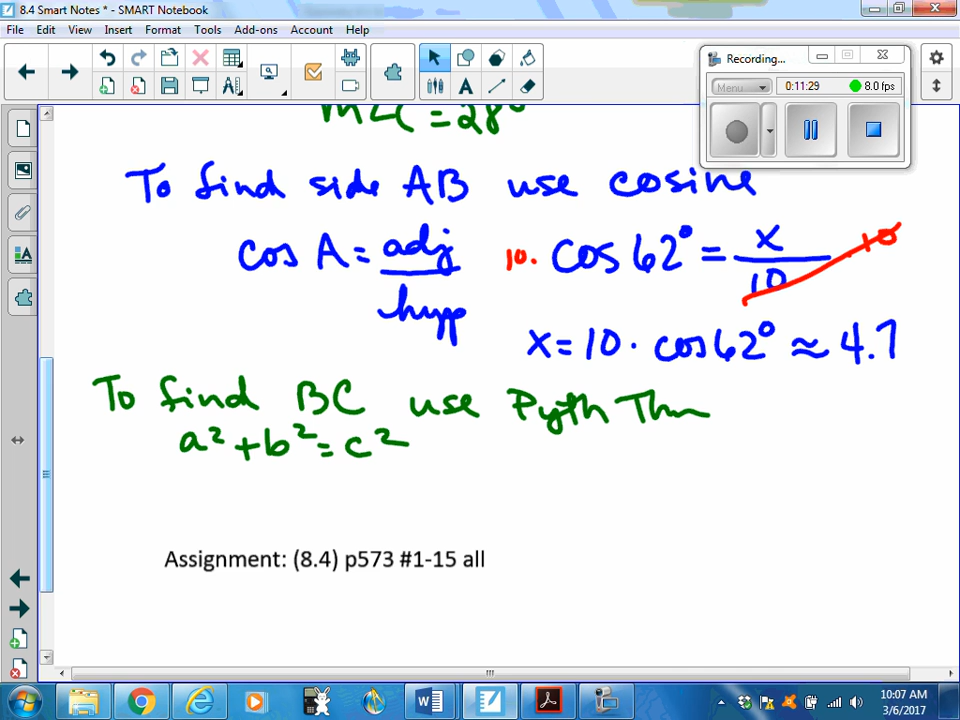 8.4 Smart Notes * - SMART Notebook
File Edit View Insert Format Tools Add-ons Account Help
Recording...
Menu 0:11:29 8.0 fps
m∠C = 28°
To find side AB use cosine
cos A = adj/hyp 10. cos 62° = x/10 . 10
x = 10 · cos 62° ≈ 4.7
To find BC use Pyth Thm
a² + b² = c²
Assignment: (8.4) p573 #1-15 all
10:07 AM
3/6/2017